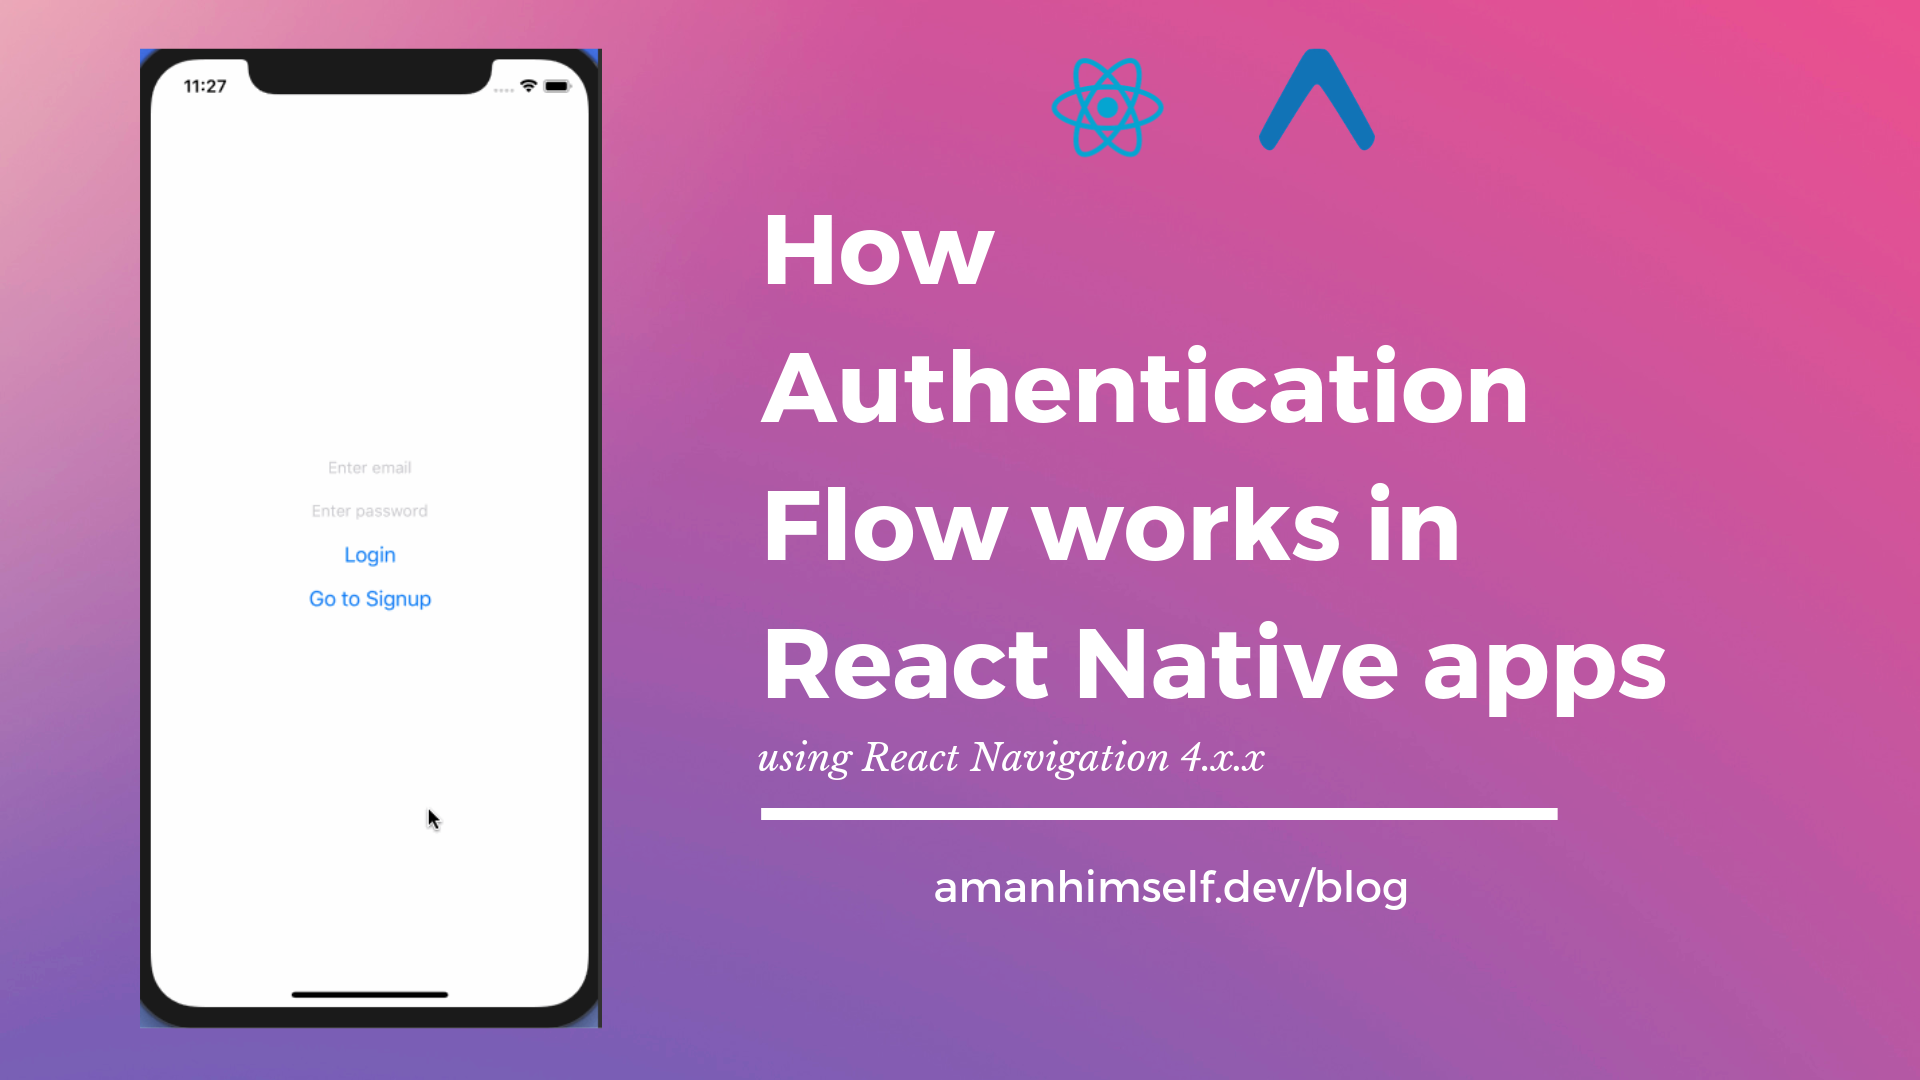 11:27
Enter email
Enter password
Login
Go to Signup
How
Authentication
Flow works in
React Native apps
using React Navigation 4.x.x
amanhimself.dev/blog